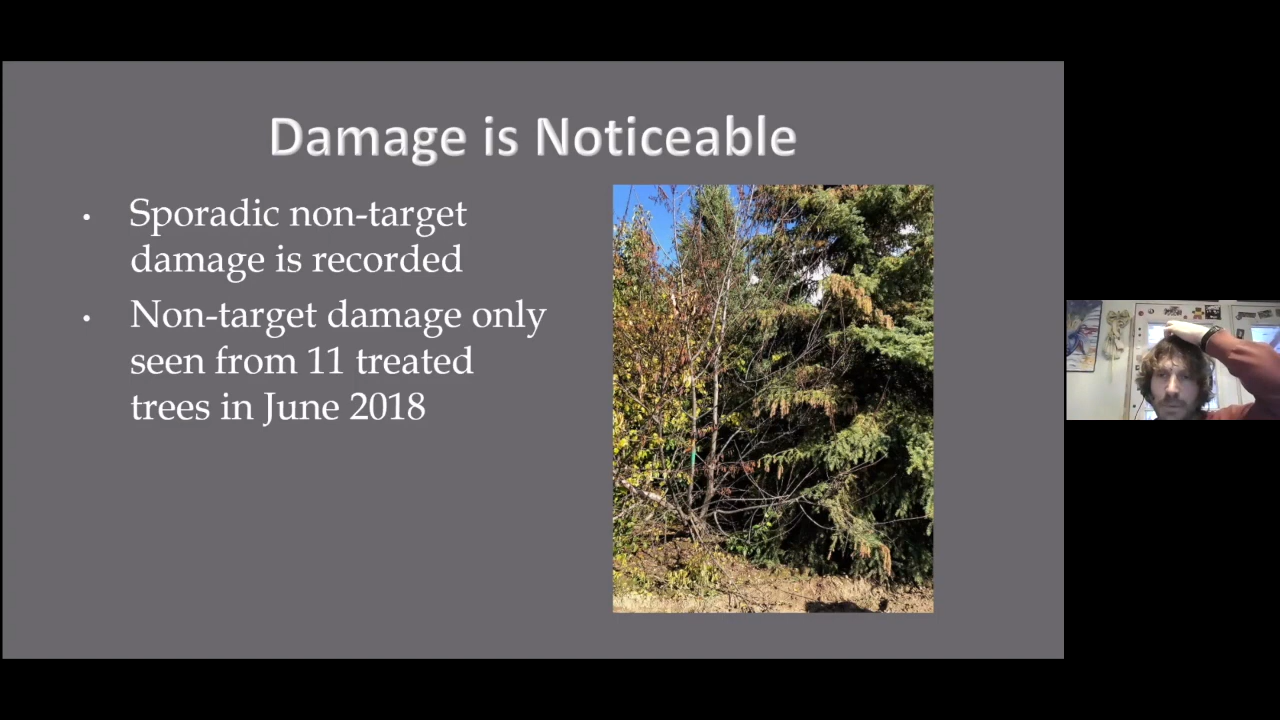 Damage is Noticeable
• Sporadic non-target
damage is recorded
• Non-target damage only
seen from 11 treated
trees in June 2018